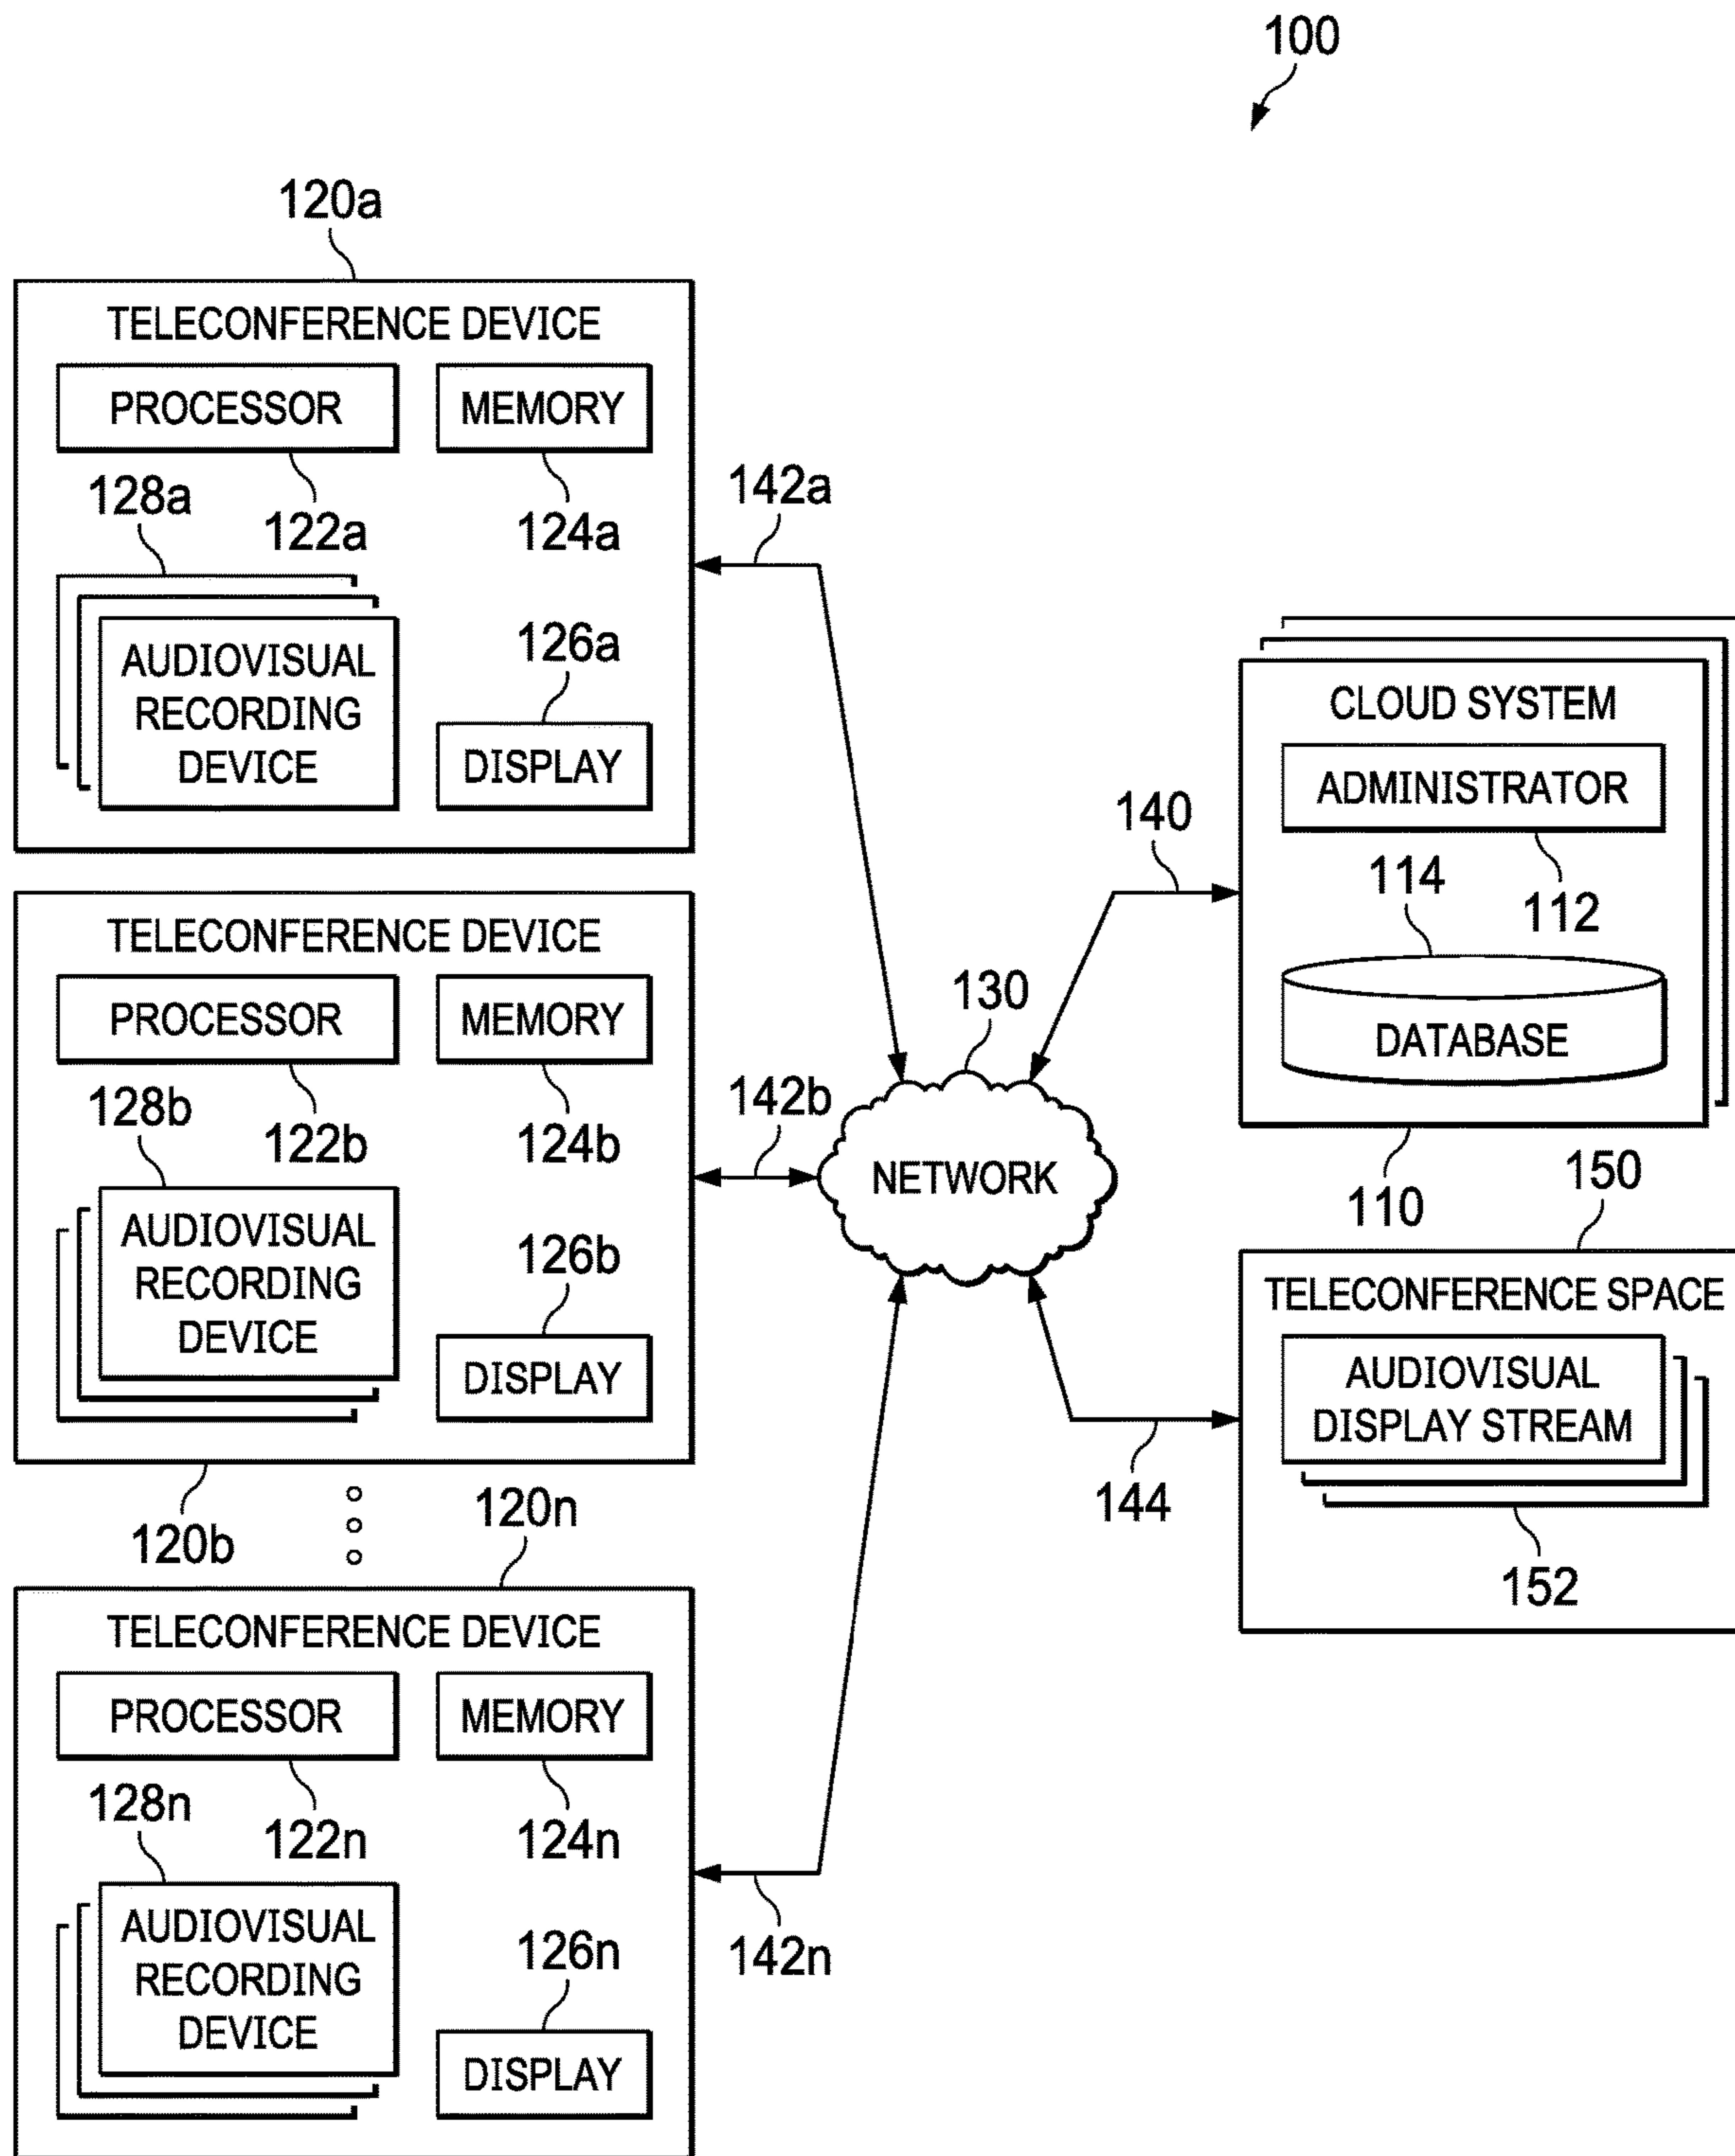 100
120a
TELECONFERENCE DEVICE
PROCESSOR
MEMORY
128a
122a
124a
142a
AUDIOVISUAL
RECORDING
DEVICE
126a
DISPLAY
TELECONFERENCE DEVICE
PROCESSOR
MEMORY
128b
122b
124b
142b
AUDIOVISUAL
RECORDING
DEVICE
126b
DISPLAY
120b
120n
TELECONFERENCE DEVICE
PROCESSOR
MEMORY
128n
122n
124n
AUDIOVISUAL
RECORDING
DEVICE
126n
142n
DISPLAY
130
NETWORK
140
CLOUD SYSTEM
ADMINISTRATOR
114
112
DATABASE
110
150
TELECONFERENCE SPACE
AUDIOVISUAL
DISPLAY STREAM
144
152